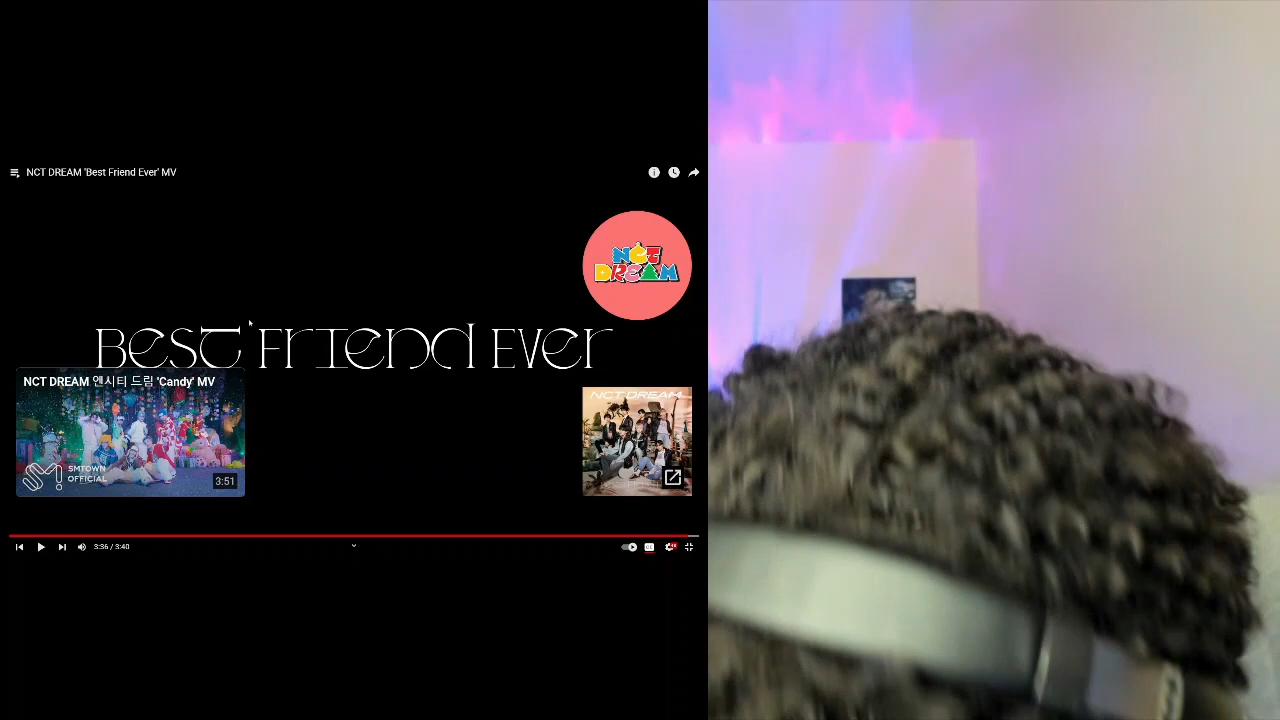 NCT DREAM 'Best Friend Ever' MV
NCT
DREAM
BEST FRIEND EVER
NCT DREAM 엔시티 드림 'Candy' MV
SMTOWN
OFFICIAL
3:51
NCT DREAM
3:36 / 3:40